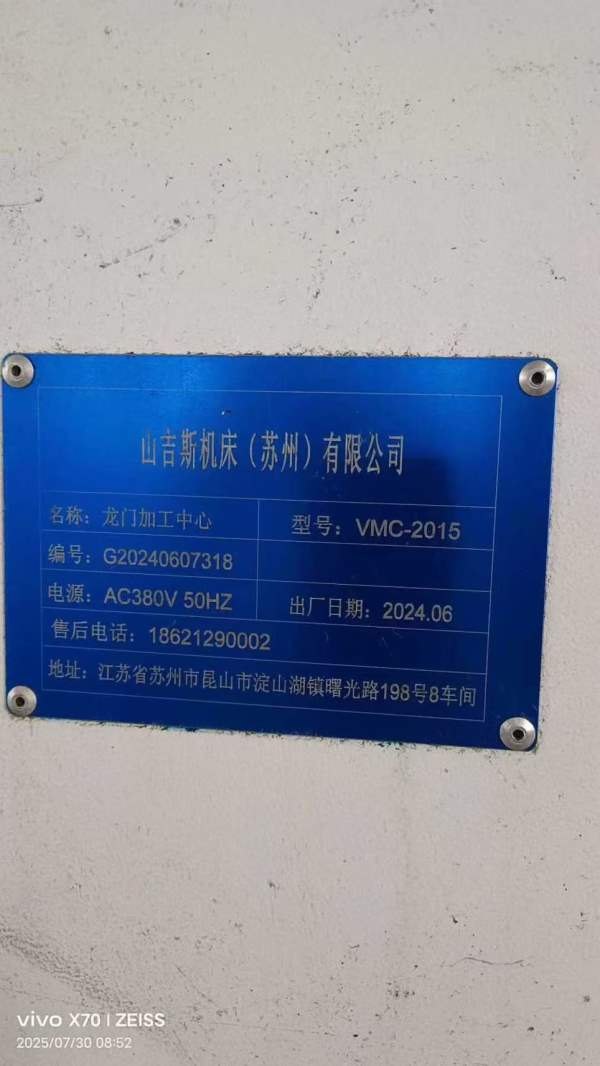 山吉斯机床（苏州）有限公司
名称：龙门加工中心 型号：VMC-2015
编号：G20240607318
电源：AC380V 50HZ 出厂日期：2024.06
售后电话：18621290002
地址：江苏省苏州市昆山市淀山湖镇曙光路198号8车间
vivo X70 | ZEISS
2025/07/30 08:52